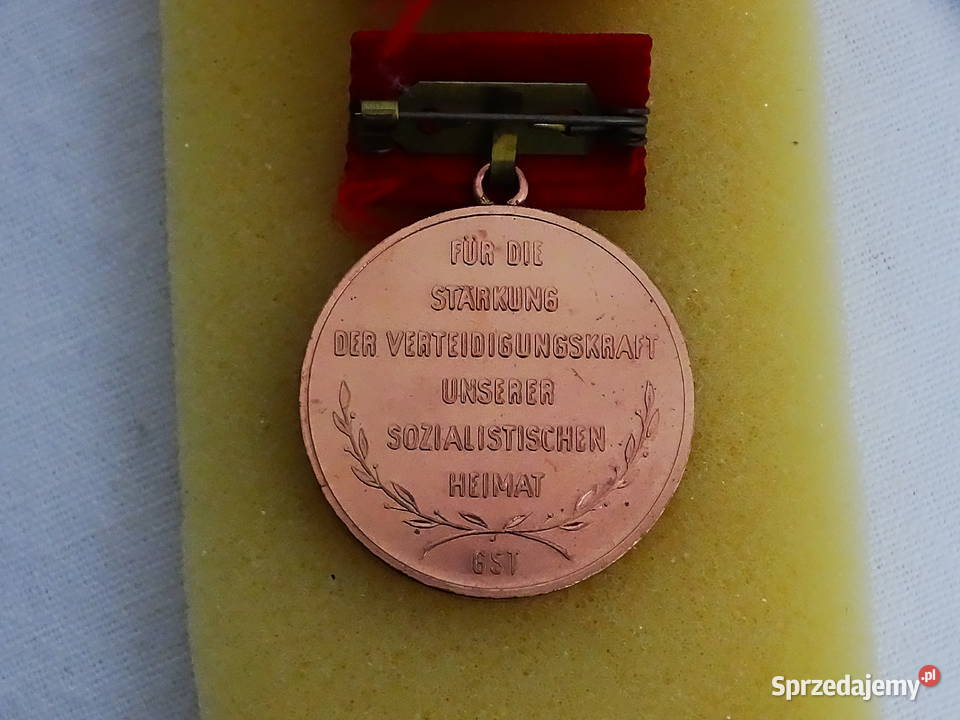 FÜR DIE
STÄRKUNG
DER VERTEIDIGUNGSKRAFT
UNSERER
SOZIALISTISCHEN
HEIMAT
GST
Sprzedajemy.pl